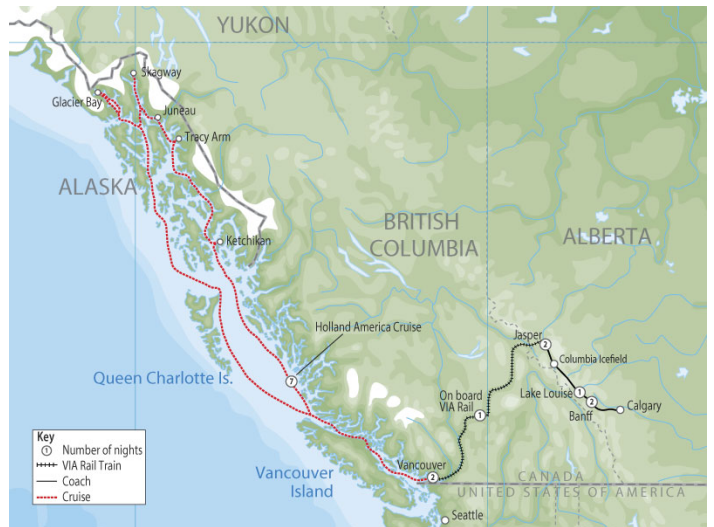 YUKON
Skagway
Glacier Bay
Juneau
Tracy Arm
ALASKA
BRITISH
COLUMBIA
ALBERTA
Ketchikan
Holland America Cruise
7
Queen Charlotte Is.
Jasper
2
Columbia Icefield
On board
VIA Rail
1
Lake Louise
1
2
Banff
Calgary
Vancouver
2
Vancouver
Island
CANADA
UNITED STATES OF AMERICA
Seattle
Key
1 Number of nights
VIA Rail Train
Coach
Cruise